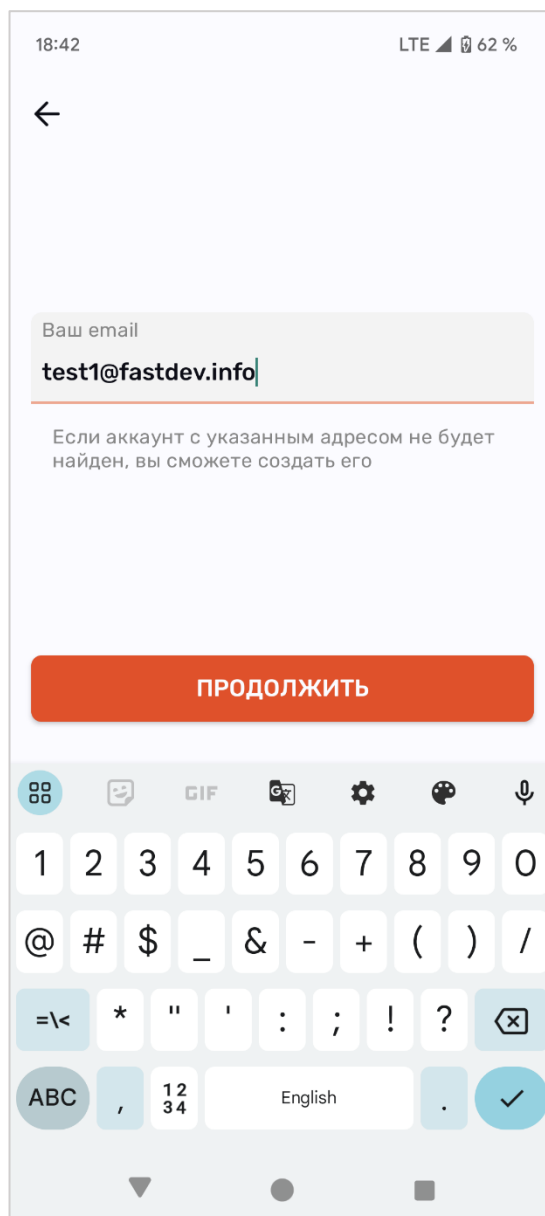 18:42 LTE 62 %
Ваш email
test1@fastdev.info
Если аккаунт с указанным адресом не будет
найден, вы сможете создать его
ПРОДОЛЖИТЬ
GIF G
1 2 3 4 5 6 7 8 9 0
@ # $ _ & - + ( ) /
=\< * " ' : ; ! ?
ABC , 12 34 English .